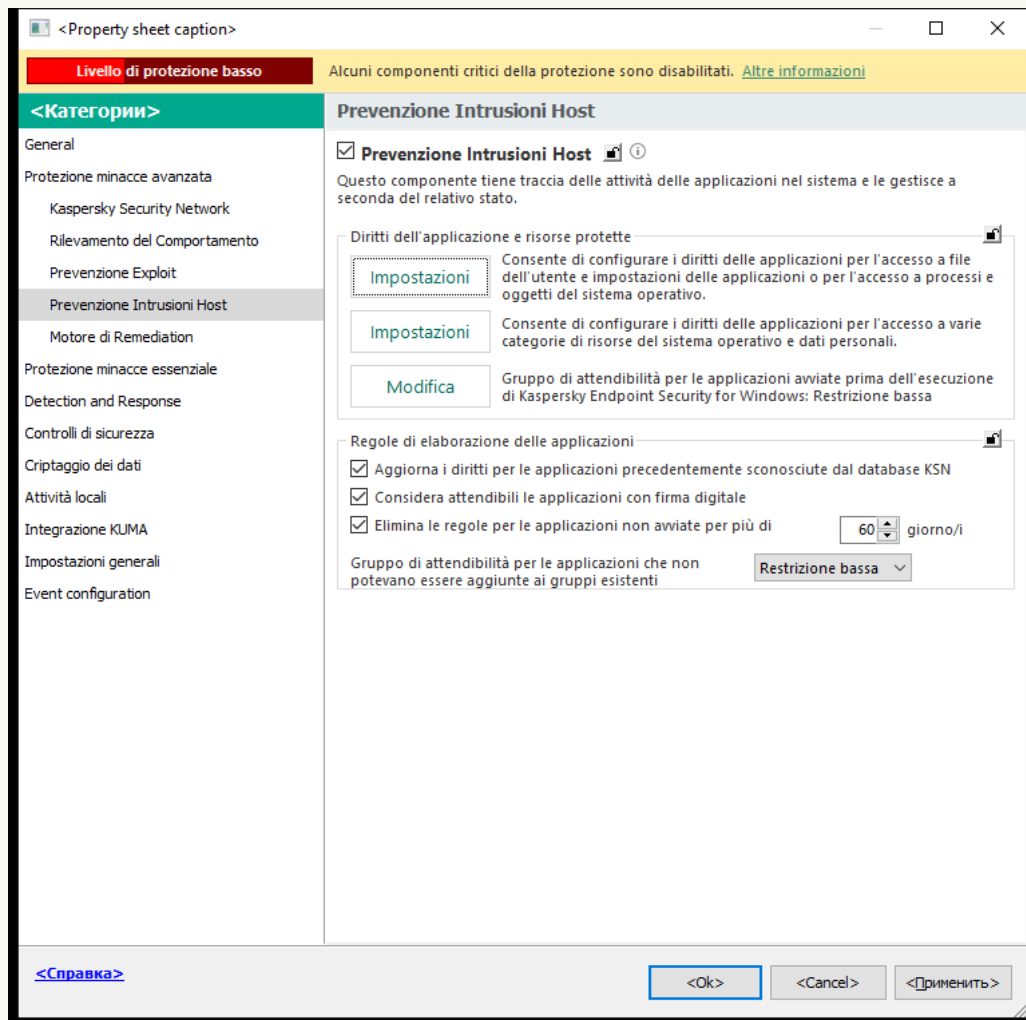 <Property sheet caption>
Livello di protezione basso
Alcuni componenti critici della protezione sono disabilitati. Altre informazioni
<Категории>
General
Protezione minacce avanzata
Kaspersky Security Network
Rilevamento del Comportamento
Prevenzione Exploit
Prevenzione Intrusioni Host
Motore di Remediation
Protezione minacce essenziale
Detection and Response
Controlli di sicurezza
Criptaggio dei dati
Attività locali
Integrazione KUMA
Impostazioni generali
Event configuration
Prevenzione Intrusioni Host
Prevenzione Intrusioni Host
Questo componente tiene traccia delle attività delle applicazioni nel sistema e le gestisce a
seconda del relativo stato.
Diritti dell'applicazione e risorse protette
Impostazioni
Consente di configurare i diritti delle applicazioni per l'accesso a file
dell'utente e impostazioni delle applicazioni o per l'accesso a processi e
oggetti del sistema operativo.
Impostazioni
Consente di configurare i diritti delle applicazioni per l'accesso a varie
categorie di risorse del sistema operativo e dati personali.
Modifica
Gruppo di attendibilità per le applicazioni avviate prima dell'esecuzione
di Kaspersky Endpoint Security for Windows: Restrizione bassa
Regole di elaborazione delle applicazioni
Aggiorna i diritti per le applicazioni precedentemente sconosciute dal database KSN
Considera attendibili le applicazioni con firma digitale
Elimina le regole per le applicazioni non avviate per più di
60 giorno/i
Gruppo di attendibilità per le applicazioni che non
potevano essere aggiunte ai gruppi esistenti
Restrizione bassa
<Справка>
<Ok>
<Cancel>
<Применить>